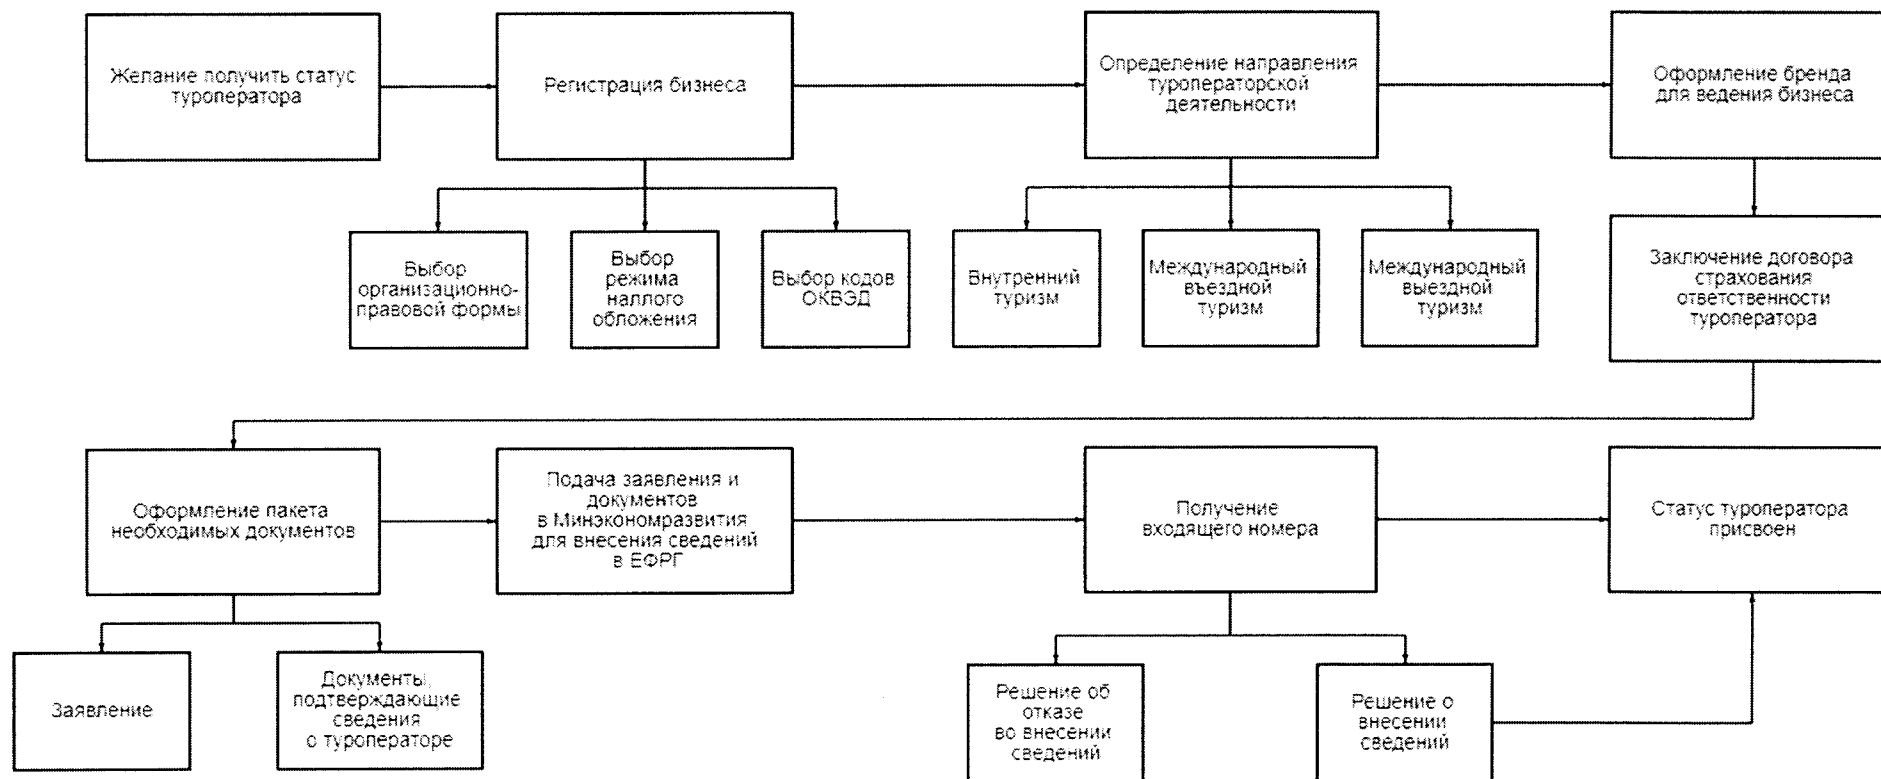 Желание получить статус
туроператора
Регистрация бизнеса
Определение направления
туроператорской
деятельности
Оформление бренда
для ведения бизнеса
Выбор
организационно-
правовой формы
Выбор
режима
наллого
обложения
Выбор кодов
ОКВЭД
Внутренний
туризм
Международный
въездной
туризм
Международный
выездной
туризм
Заключение договора
страхования
ответственности
туроператора
Оформление пакета
необходимых документов
Подача заявления и
документов
в Минэкономразвития
для внесения сведений
в ЕФРГ
Получение
входящего номера
Статус туроператора
присвоен
Заявление
Документы,
подтверждающие
сведения
о туроператоре
Решение об
отказе
во внесении
сведений
Решение о
внесении
сведений